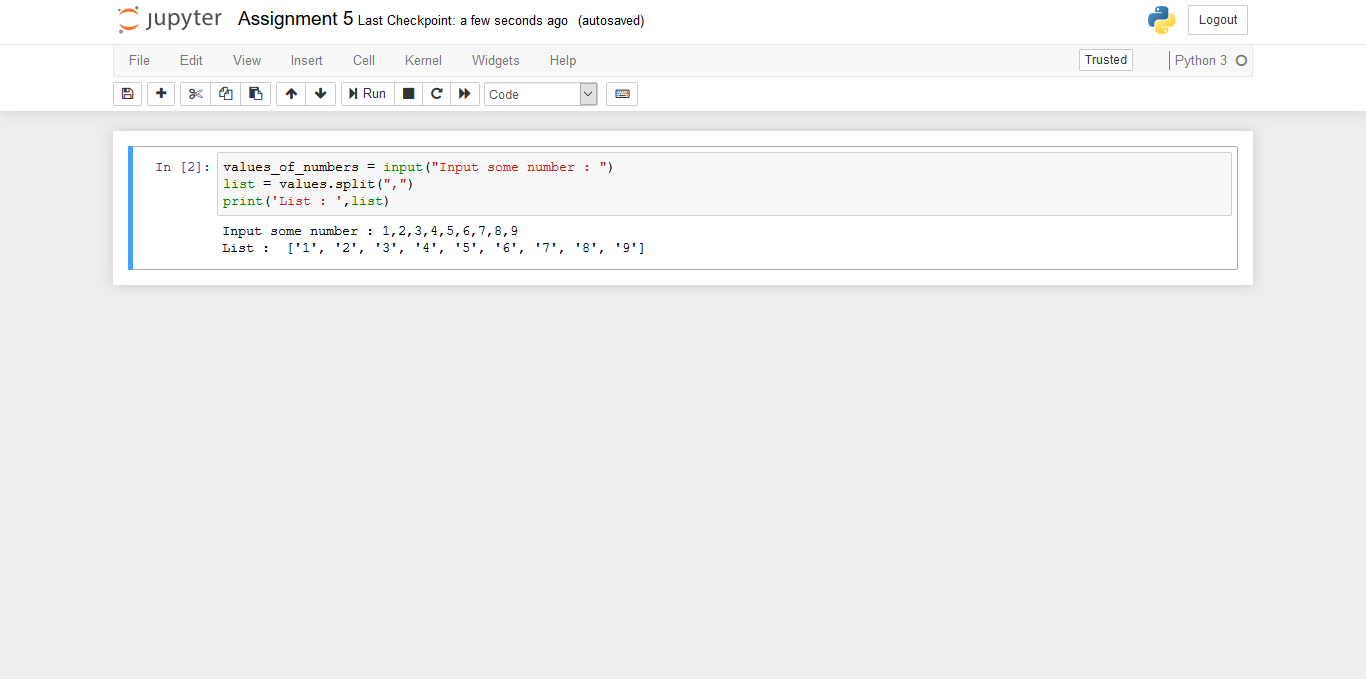 jupyter Assignment 5 Last Checkpoint: a few seconds ago (autosaved) Logout
File Edit View Insert Cell Kernel Widgets Help Trusted Python 3
Run Code
In [2]: values_of_numbers = input("Input some number : ")
list = values.split(",")
print('List : ',list)
Input some number : 1,2,3,4,5,6,7,8,9
List :  ['1', '2', '3', '4', '5', '6', '7', '8', '9']